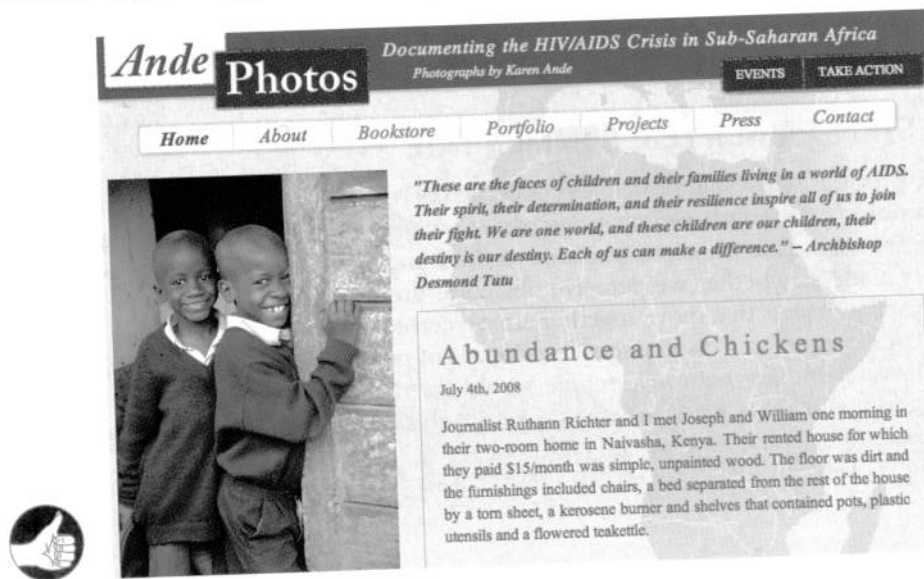 Ande Photos
Documenting the HIV/AIDS Crisis in Sub-Saharan Africa
Photographs by Karen Ande
EVENTS TAKE ACTION
Home About Bookstore Portfolio Projects Press Contact
"These are the faces of children and their families living in a world of AIDS.
Their spirit, their determination, and their resilience inspire all of us to join
their fight. We are one world, and these children are our children, their
destiny is our destiny. Each of us can make a difference." – Archbishop
Desmond Tutu
Abundance and Chickens
July 4th, 2008
Journalist Ruthann Richter and I met Joseph and William one morning in
their two-room home in Naivasha, Kenya. Their rented house for which
they paid $15/month was simple, unpainted wood. The floor was dirt and
the furnishings included chairs, a bed separated from the rest of the house
by a torn sheet, a kerosene burner and shelves that contained pots, plastic
utensils and a flowered teakettle.